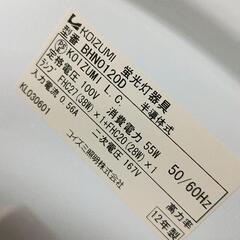 KOIZUMI 蛍光灯器具
型番 BHN0120D 半導体式
KOIZUMI L. C.
定格電圧 100V 消費電力 55W 50/60Hz
ランプ FHC27(38W)×1+FHC20(28W)×1
入力電流 0.56A 二次電圧 167V 高力率
KL030601 コイズミ照明株式会社 12年製